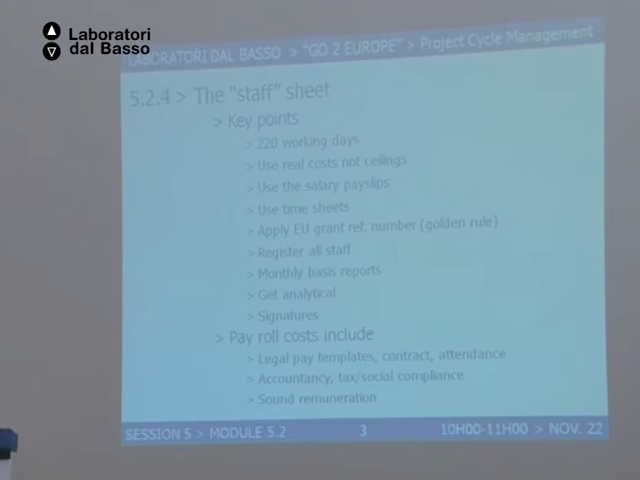 Laboratori
dal Basso
LABORATORI DAL BASSO > "GO 2 EUROPE" > Project Cycle Management
5.2.4 > The "staff" sheet
> Key points
> 220 working days
> Use real costs not ceilings
> Use the salary payslips
> Use time sheets
> Apply EU grant ref. number (golden rule)
> Register all staff
> Monthly basis reports
> Get analytical
> Signatures
> Pay roll costs include
> Legal pay templates, contract, attendance
> Accountancy, tax/social compliance
> Sound remuneration
SESSION 5 > MODULE 5.2 3 10H00-11H00 > NOV. 22